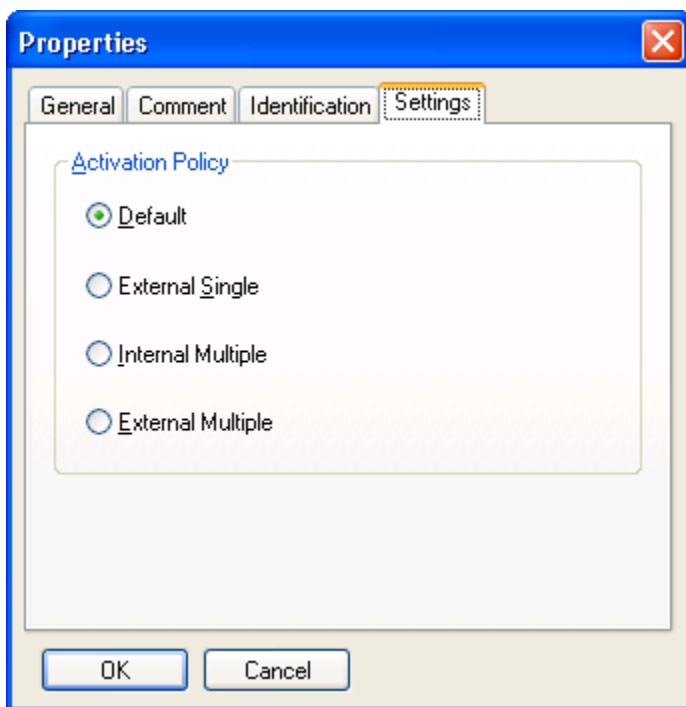 Properties
General Comment Identification Settings
Activation Policy
Default
External Single
Internal Multiple
External Multiple
OK Cancel